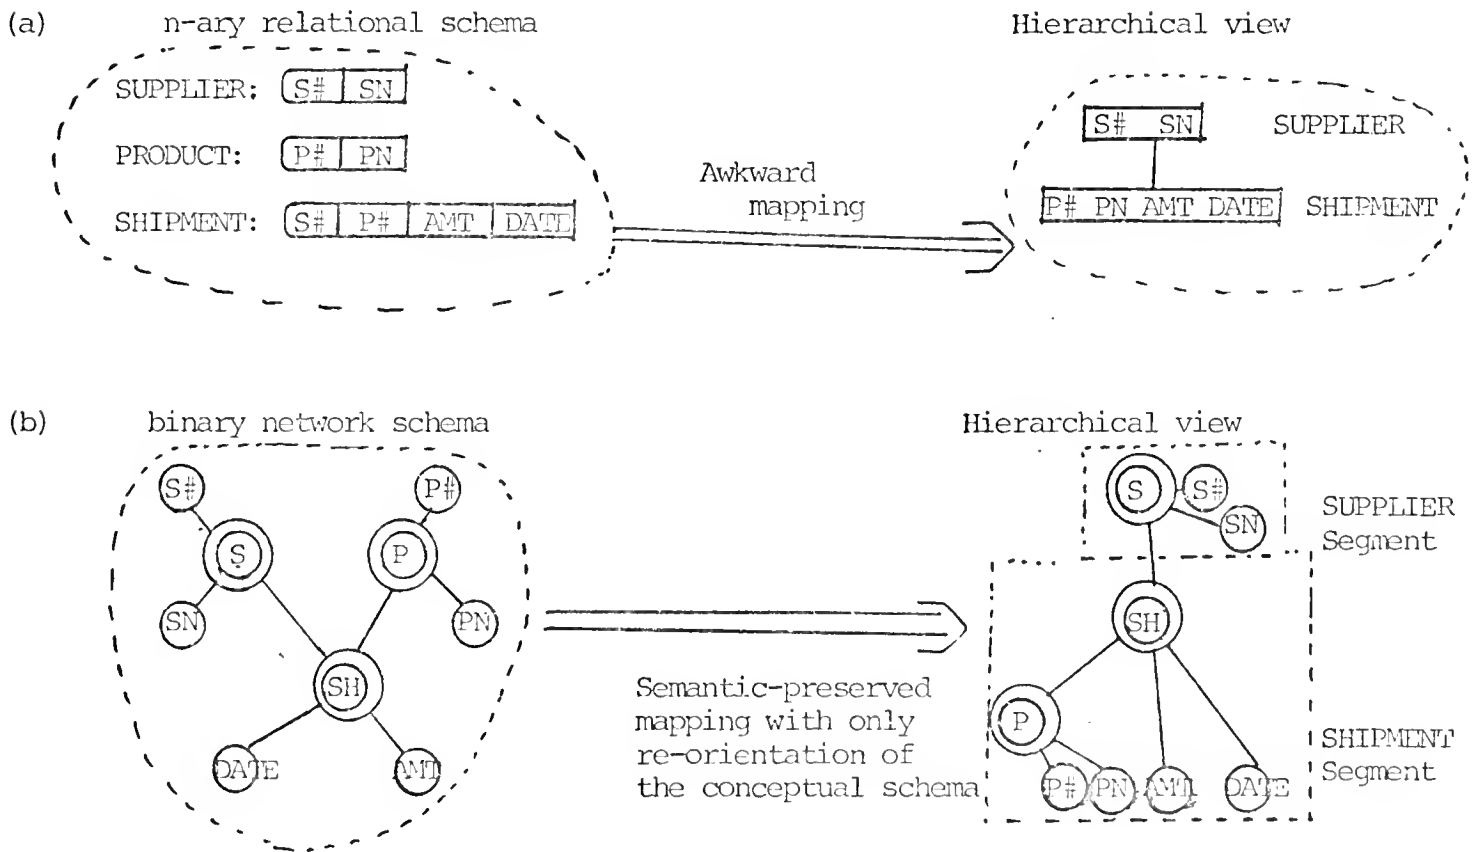 (a) n-ary relational schema
Hierarchical view
SUPPLIER: S# SN
PRODUCT: P# PN
SHIPMENT: S# P# AMT DATE
Awkward
mapping
S# SN SUPPLIER
P# PN AMT DATE SHIPMENT
(b) binary network schema
Hierarchical view
S#
P#
S
P
SN
PN
SH
DATE
AMT
Semantic-preserved
mapping with only
re-orientation of
the conceptual schema
S
S#
SN
SUPPLIER
Segment
SH
P
P#
PN
AMT
DATE
SHIPMENT
Segment